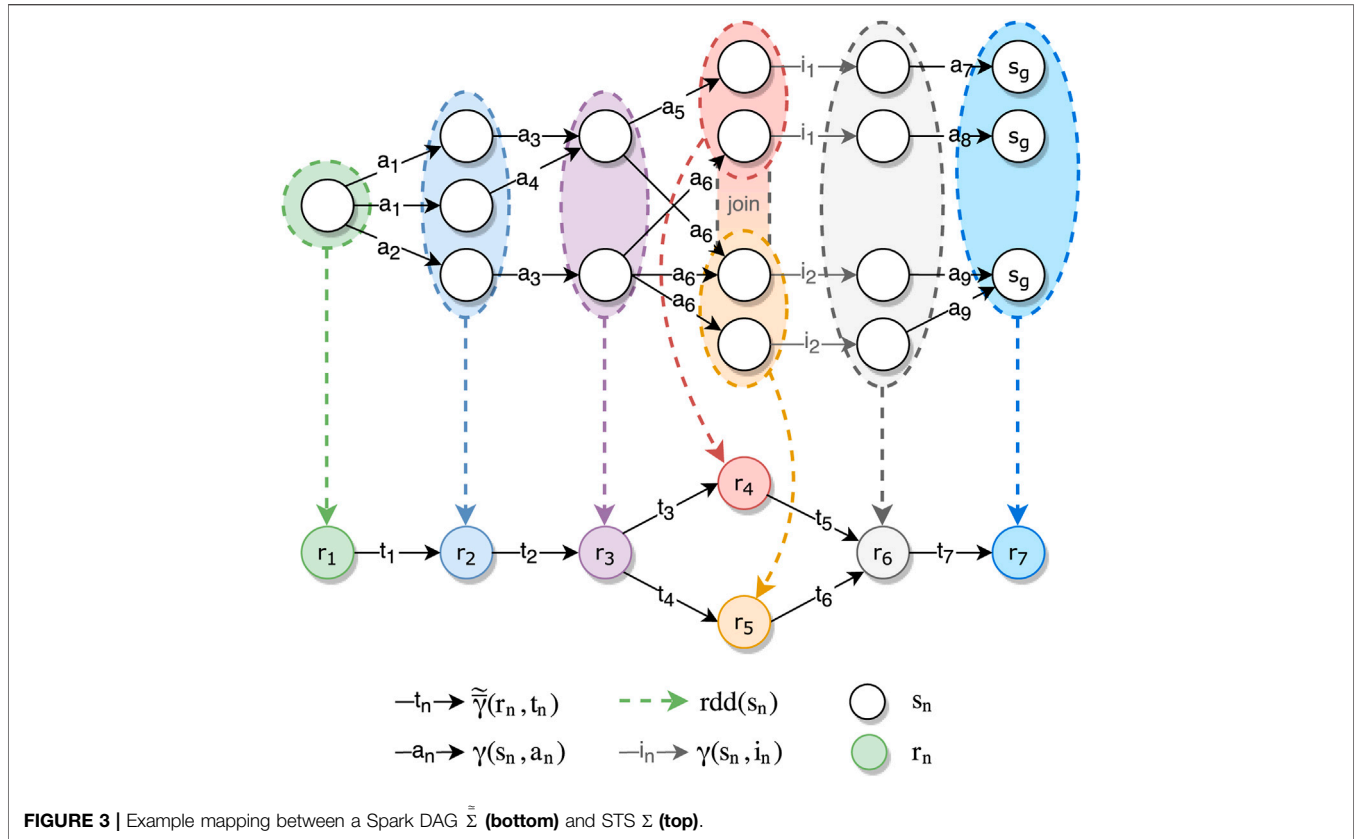 i₁ a₇ s_g
a₅
a₃ i₁ a₈ s_g
a₁ a₄ a₆
a₁ join
a₂ a₆
a₃ a₆ i₂ a₉ s_g
a₆ a₉
i₂
r₄
t₃ t₅
r₁ t₁ r₂ t₂ r₃ r₆ t₇ r₇
t₄ t₆
r₅
tₙ γ̃̅(rₙ, tₙ) rdd(sₙ) sₙ
aₙ γ(sₙ, aₙ) iₙ γ(sₙ, iₙ) rₙ
FIGURE 3 | Example mapping between a Spark DAG Σ̃̃ (bottom) and STS Σ (top).